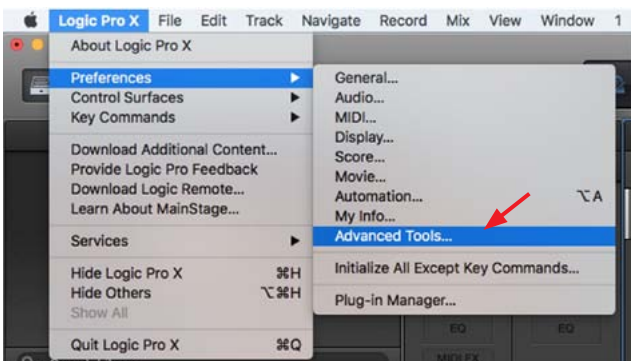 Logic Pro X File Edit Track Navigate Record Mix View Window 1
About Logic Pro X
Preferences
Control Surfaces
Key Commands
Download Additional Content...
Provide Logic Pro Feedback
Download Logic Remote...
Learn About MainStage...
Services
Hide Logic Pro X ⌘H
Hide Others ⌥⌘H
Show All
Quit Logic Pro X ⌘Q
General...
Audio...
MIDI...
Display...
Score...
Movie...
Automation... ⌥A
My Info...
Advanced Tools...
Initialize All Except Key Commands...
Plug-in Manager...
EQ EQ
MIDI FX